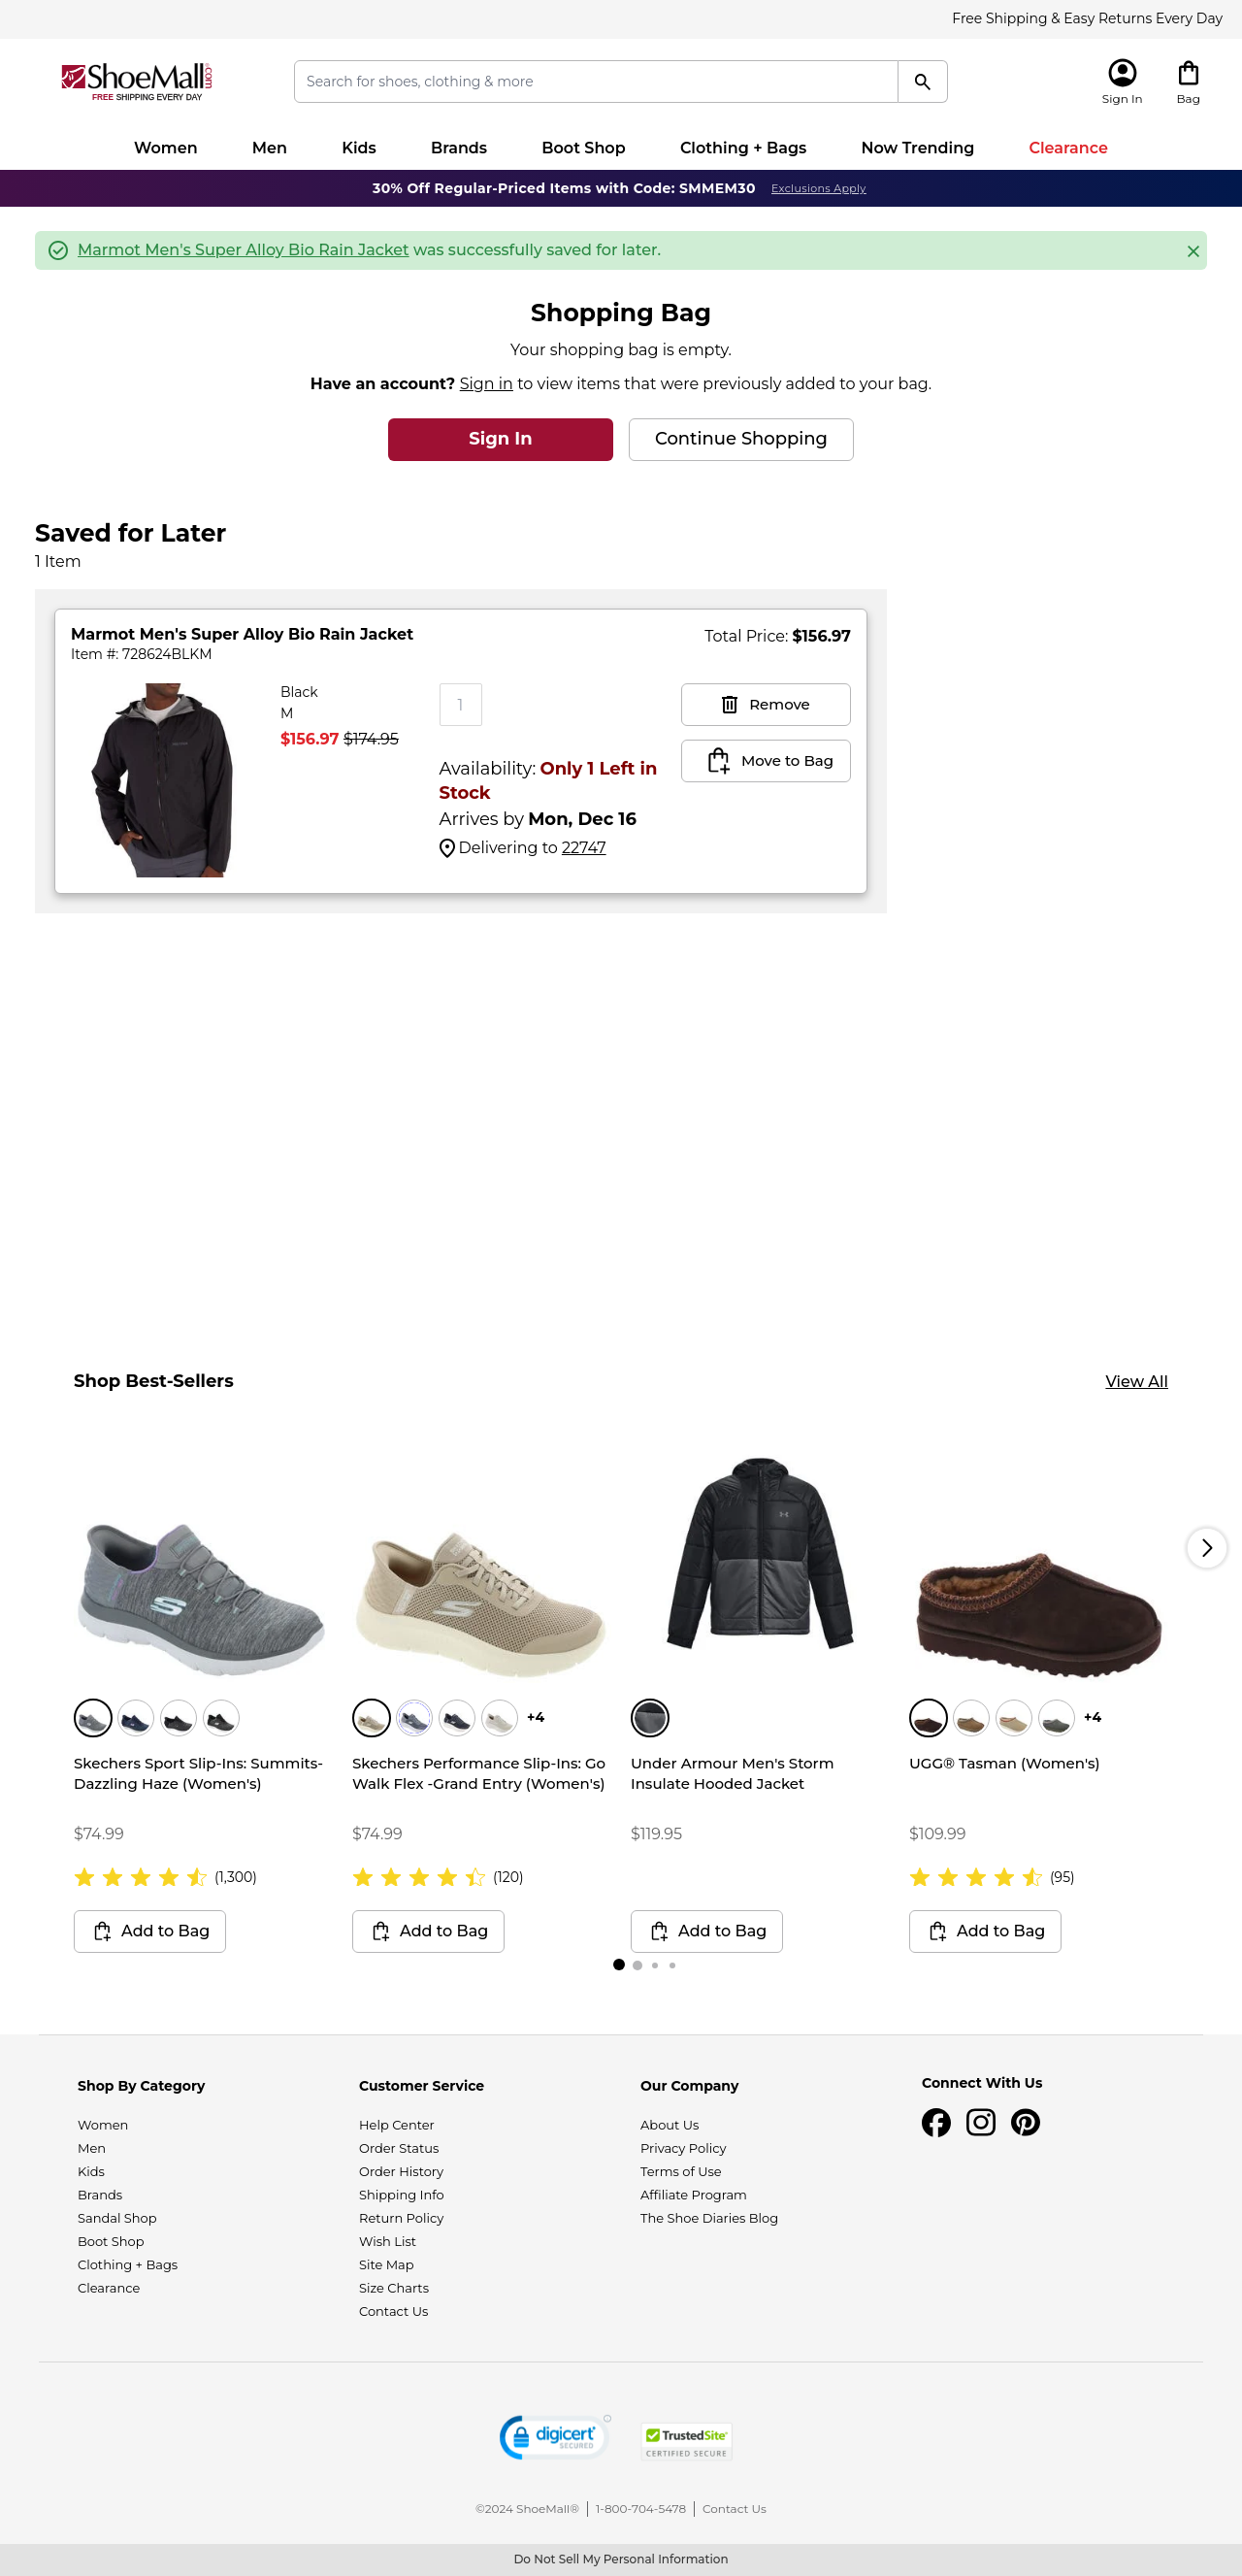 Free Shipping & Easy Returns Every Day
ShoeMall.com
FREE SHIPPING EVERY DAY
Search for shoes, clothing & more
Sign In
Bag
Women Men Kids Brands Boot Shop Clothing + Bags Now Trending Clearance
30% Off Regular-Priced Items with Code: SMMEM30 Exclusions Apply
Marmot Men's Super Alloy Bio Rain Jacket was successfully saved for later.
Shopping Bag
Your shopping bag is empty.
Have an account? Sign in to view items that were previously added to your bag.
Sign In
Continue Shopping
Saved for Later
1 Item
Marmot Men's Super Alloy Bio Rain Jacket
Item #: 728624BLKM
Total Price: $156.97
Black
M
$156.97 $174.95
1
Availability: Only 1 Left in
Stock
Arrives by Mon, Dec 16
Delivering to 22747
Remove
Move to Bag
Shop Best-Sellers
View All
Skechers Sport Slip-Ins: Summits-
Dazzling Haze (Women's)
$74.99
(1,300)
Add to Bag
+4
Skechers Performance Slip-Ins: Go
Walk Flex -Grand Entry (Women's)
$74.99
(120)
Add to Bag
Under Armour Men's Storm
Insulate Hooded Jacket
$119.95
Add to Bag
+4
UGG® Tasman (Women's)
$109.99
(95)
Add to Bag
Shop By Category
Women
Men
Kids
Brands
Sandal Shop
Boot Shop
Clothing + Bags
Clearance
Customer Service
Help Center
Order Status
Order History
Shipping Info
Return Policy
Wish List
Site Map
Size Charts
Contact Us
Our Company
About Us
Privacy Policy
Terms of Use
Affiliate Program
The Shoe Diaries Blog
Connect With Us
digicert
SECURED
TrustedSite
CERTIFIED SECURE
©2024 ShoeMall® 1-800-704-5478 Contact Us
Do Not Sell My Personal Information